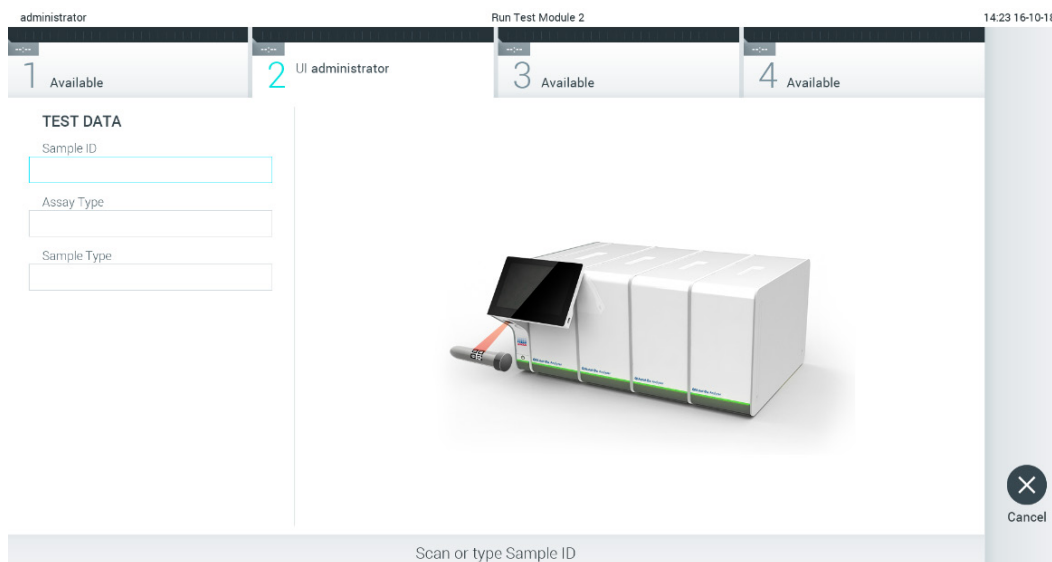 administrator
Run Test Module 2
14:23 16-10-18
--:--
--:--
--:--
--:--
1 Available
2 UI administrator
3 Available
4 Available
TEST DATA
Sample ID
Assay Type
Sample Type
Cancel
Scan or type Sample ID